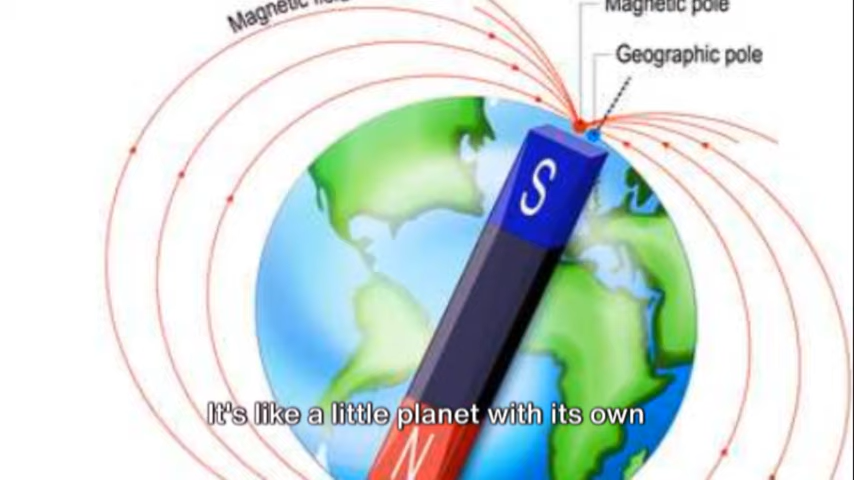 Magnetic field
Magnetic pole
Geographic pole
S
It's like a little planet with its own
N